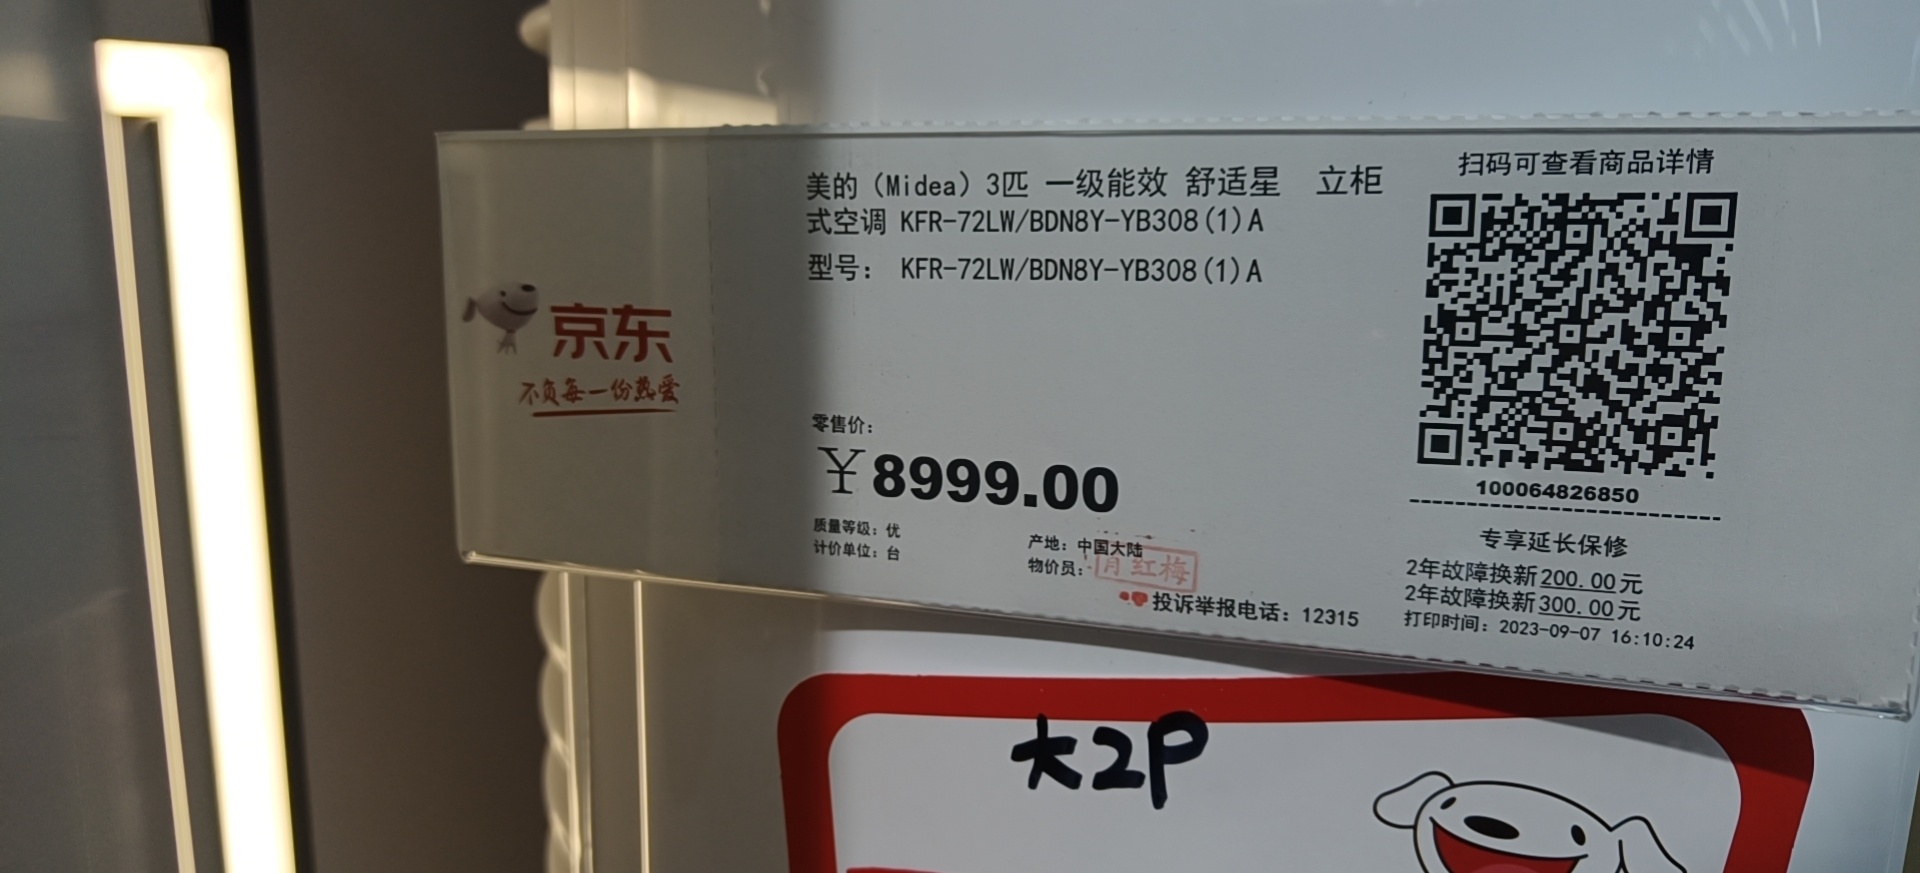 京东
不负每一份热爱
美的（Midea）3匹 一级能效 舒适星 立柜
式空调 KFR-72LW/BDN8Y-YB308(1)A
型号： KFR-72LW/BDN8Y-YB308(1)A
零售价：
￥8999.00
质量等级：优
计价单位：台
产地：中国大陆
物价员：肖红梅
投诉举报电话：12315
扫码可查看商品详情
100064826850
专享延长保修
2年故障换新200.00元
2年故障换新300.00元
打印时间：2023-09-07 16:10:24
大2P